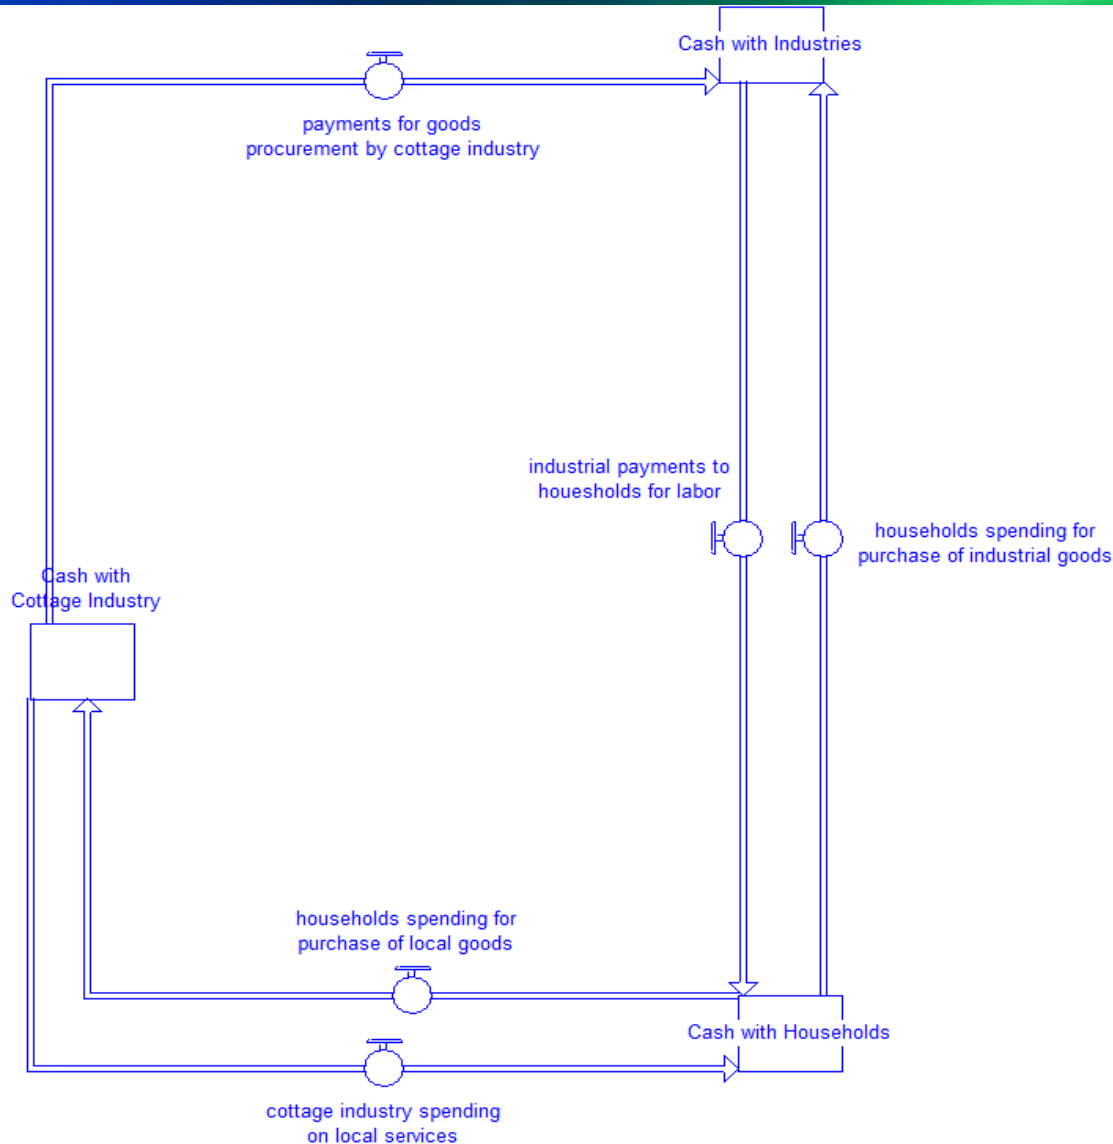 Cash with Industries
payments for goods
procurement by cottage industry
industrial payments to
houesholds for labor
households spending for
purchase of industrial goods
Cash with
Cottage Industry
households spending for
purchase of local goods
Cash with Households
cottage industry spending
on local services